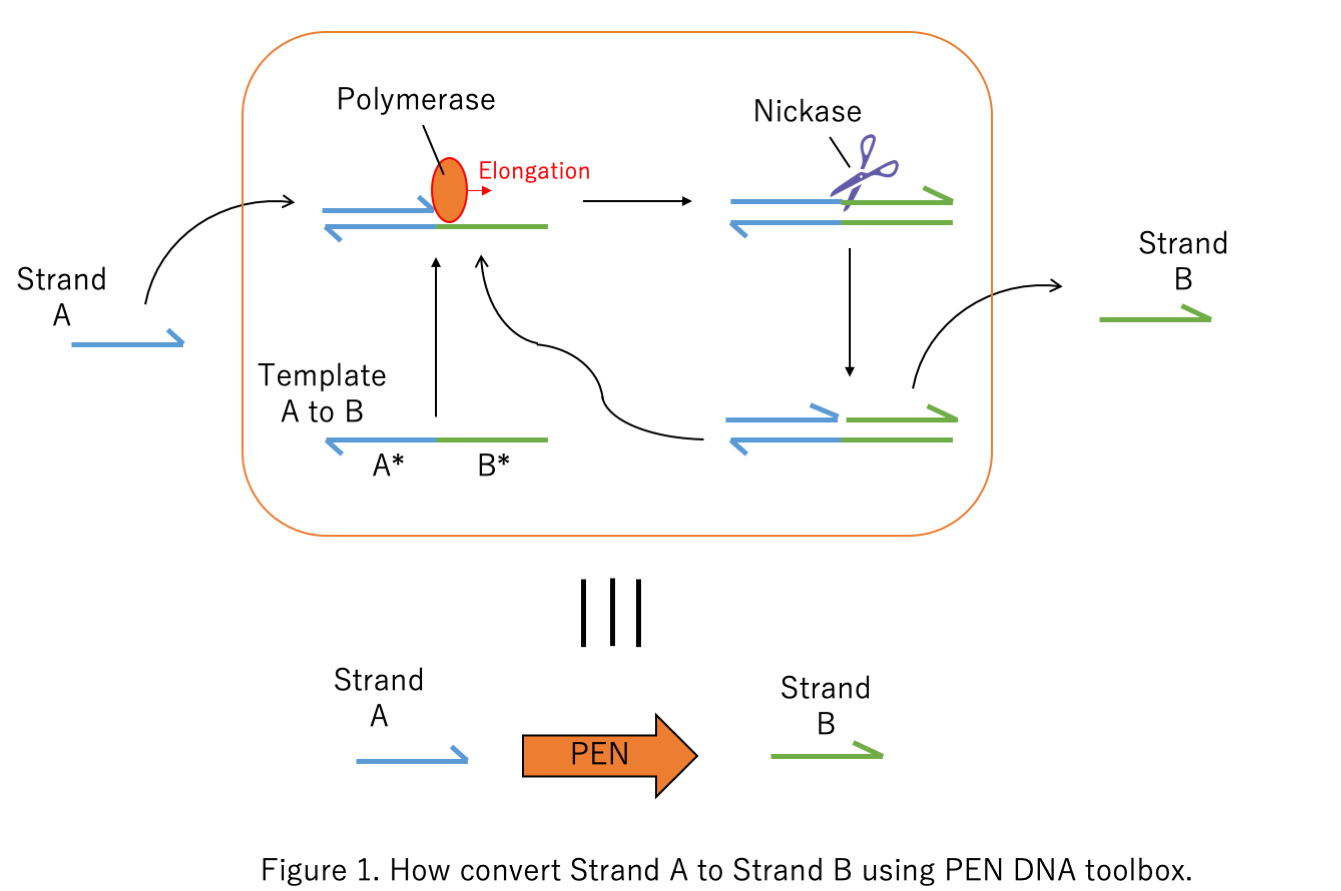 Polymerase
Elongation
Nickase
Strand
A
Strand
B
Template
A to B
A*
B*
Strand
A
PEN
Strand
B
Figure 1. How convert Strand A to Strand B using PEN DNA toolbox.